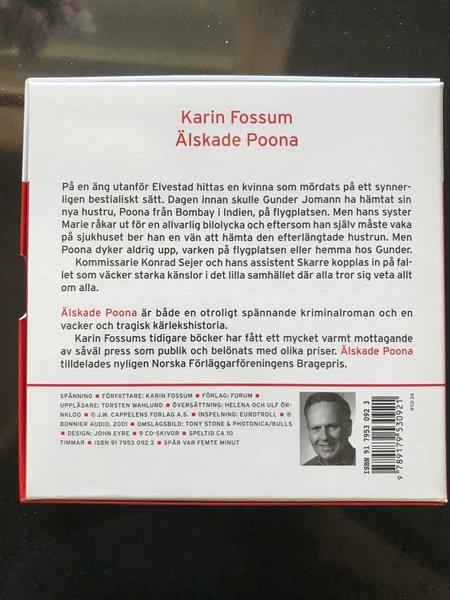 Karin Fossum
Älskade Poona
På en äng utanför Elvestad hittas en kvinna som mördats på ett synner-
ligen bestialiskt sätt. Dagen innan skulle Gunder Jomann ha hämtat sin
nya hustru, Poona från Bombay i Indien, på flygplatsen. Men hans syster
Marie råkar ut för en allvarlig bilolycka och eftersom han själv måste vaka
på sjukhuset ber han en vän att hämta den efterlängtade hustrun. Men
Poona dyker aldrig upp, varken på flygplatsen eller hemma hos Gunder.
Kommissarie Konrad Sejer och hans assistent Skarre kopplas in på fal-
let som väcker starka känslor i det lilla samhället där alla tror sig veta allt
om alla.
Älskade Poona är både en otroligt spännande kriminalroman och en
vacker och tragisk kärlekshistoria.
Karin Fossums tidigare böcker har fått ett mycket varmt mottagande
av såväl press som publik och belönats med olika priser. Älskade Poona
tilldelades nyligen Norska Förläggarföreningens Bragepris.
SPÄNNING ■ FÖRFATTARE: KARIN FOSSUM ■ FÖRLAG: FORUM ■
UPPLÄSARE: TORSTEN WAHLUND ■ ÖVERSÄTTNING: HELENA OCH ULF ÖR-
NKLOO ■ © J.W. CAPPELENS FORLAG A.S. ■ INSPELNING: EUROTROLL ■ ℗
BONNIER AUDIO, 2001 ■ OMSLAGSBILD: TONY STONE & PHOTONICA/BULLS
■ DESIGN: JOHN EYRE ■ 9 CD-SKIVOR ■ SPELTID CA 10
TIMMAR ■ ISBN 91 7953 092 3 ■ SPÅR VAR FEMTE MINUT
ISBN 91 7953 092 3
9 789179 530921
IFCD 24